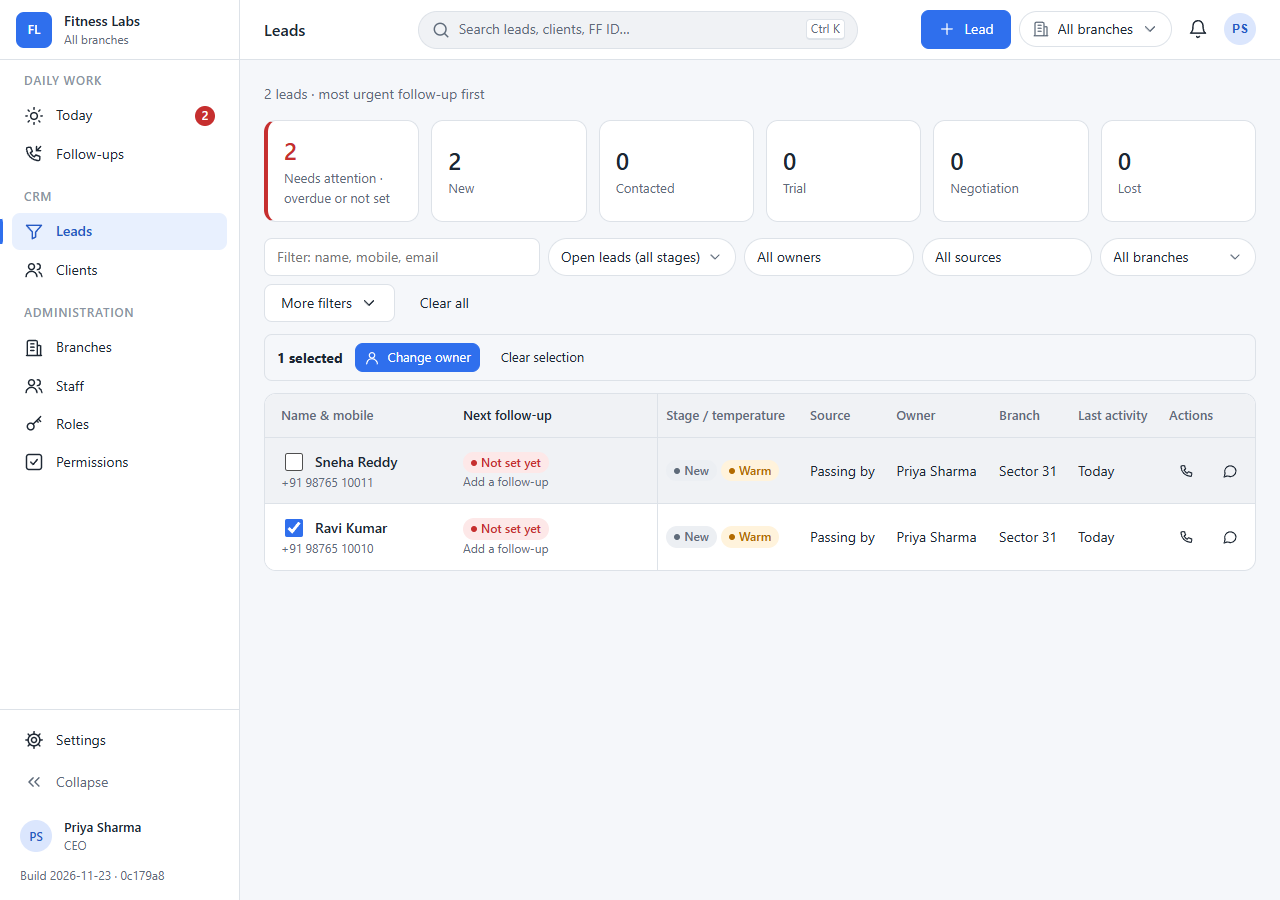 FL
Fitness Labs
All branches
DAILY WORK
Today
2
Follow-ups
CRM
Leads
Clients
ADMINISTRATION
Branches
Staff
Roles
Permissions
Settings
Collapse
PS
Priya Sharma
CEO
Build 2026-11-23 · 0c179a8
Leads
Search leads, clients, FF ID...
Ctrl K
Lead
All branches
PS
2 leads · most urgent follow-up first
2
Needs attention ·
overdue or not set
2
New
0
Contacted
0
Trial
0
Negotiation
0
Lost
Filter: name, mobile, email
Open leads (all stages)
All owners
All sources
All branches
More filters
Clear all
1 selected
Change owner
Clear selection
Name & mobile Next follow-up Stage / temperature Source Owner Branch Last activity Actions
Sneha Reddy
+91 98765 10011
Not set yet
Add a follow-up
New Warm Passing by Priya Sharma Sector 31 Today
Ravi Kumar
+91 98765 10010
Not set yet
Add a follow-up
New Warm Passing by Priya Sharma Sector 31 Today